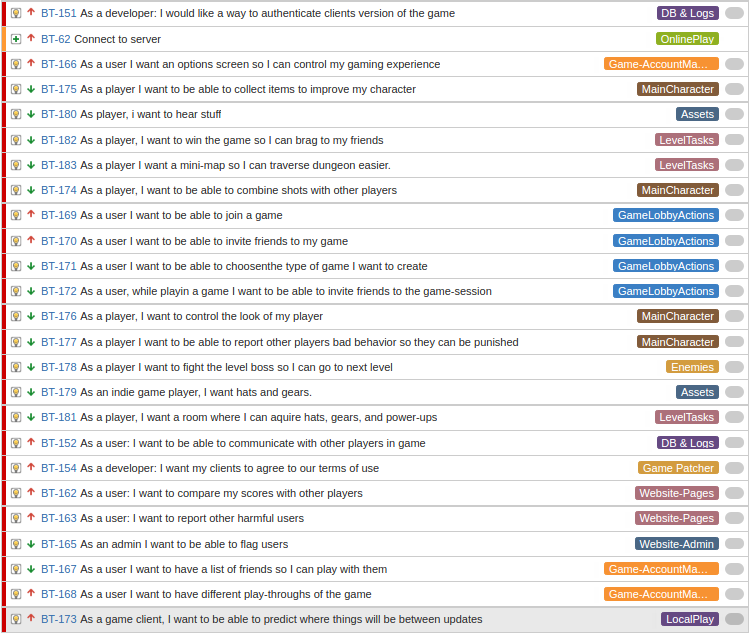 BT-151 As a developer: I would like a way to authenticate clients version of the game DB & Logs
BT-62 Connect to server OnlinePlay
BT-166 As a user I want an options screen so I can control my gaming experience Game-AccountMa...
BT-175 As a player I want to be able to collect items to improve my character MainCharacter
BT-180 As player, i want to hear stuff Assets
BT-182 As a player, I want to win the game so I can brag to my friends LevelTasks
BT-183 As a player I want a mini-map so I can traverse dungeon easier. LevelTasks
BT-174 As a player, I want to be able to combine shots with other players MainCharacter
BT-169 As a user I want to be able to join a game GameLobbyActions
BT-170 As a user I want to be able to invite friends to my game GameLobbyActions
BT-171 As a user I want to be able to choosenthe type of game I want to create GameLobbyActions
BT-172 As a user, while playin a game I want to be able to invite friends to the game-session GameLobbyActions
BT-176 As a player, I want to control the look of my player MainCharacter
BT-177 As a player I want to be able to report other players bad behavior so they can be punished MainCharacter
BT-178 As a player I want to fight the level boss so I can go to next level Enemies
BT-179 As an indie game player, I want hats and gears. Assets
BT-181 As a player, I want a room where I can aquire hats, gears, and power-ups LevelTasks
BT-152 As a user: I want to be able to communicate with other players in game DB & Logs
BT-154 As a developer: I want my clients to agree to our terms of use Game Patcher
BT-162 As a user: I want to compare my scores with other players Website-Pages
BT-163 As a user: I want to report other harmful users Website-Pages
BT-165 As an admin I want to be able to flag users Website-Admin
BT-167 As a user I want to have a list of friends so I can play with them Game-AccountMa...
BT-168 As a user I want to have different play-throughs of the game Game-AccountMa...
BT-173 As a game client, I want to be able to predict where things will be between updates LocalPlay